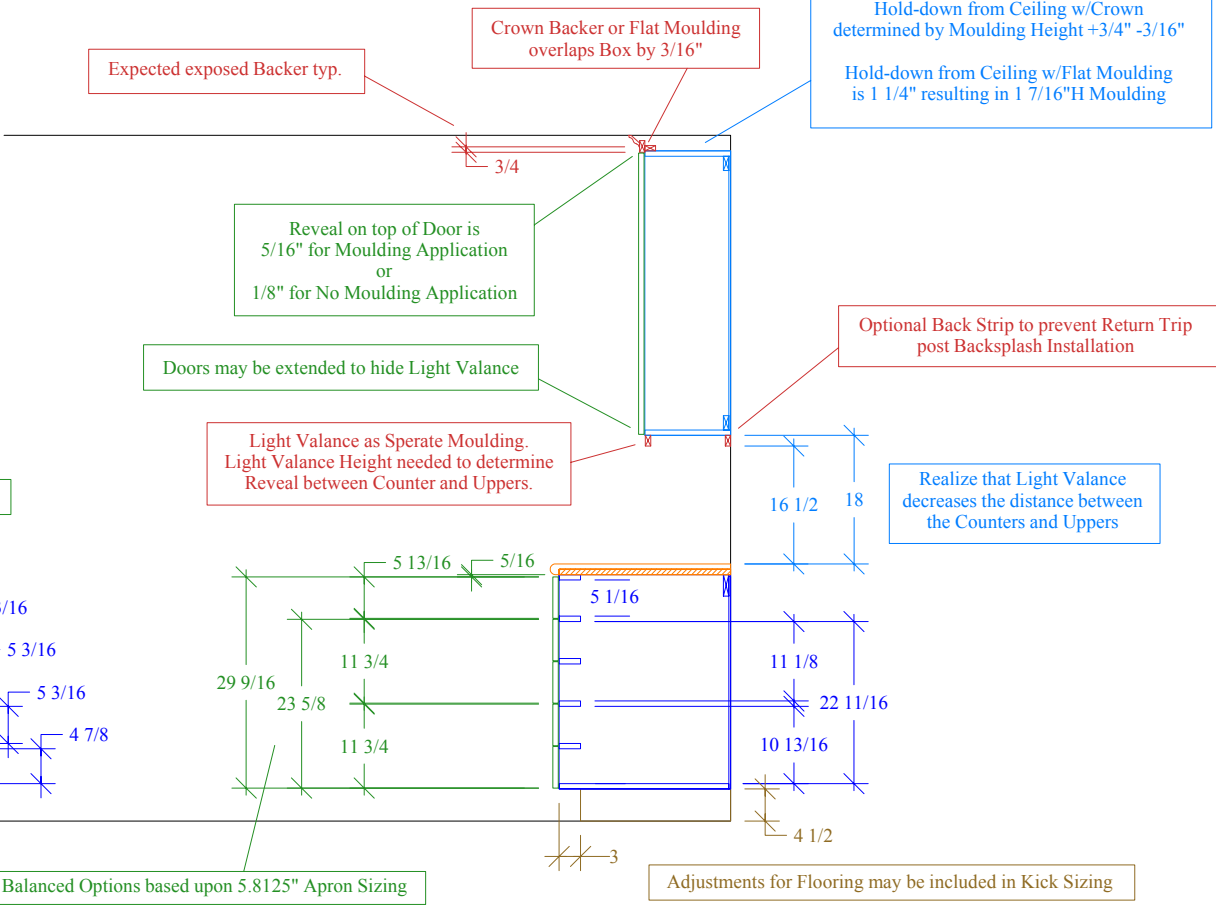 Hold-down from Ceiling w/Crown
determined by Moulding Height +3/4" -3/16"
Hold-down from Ceiling w/Flat Moulding
is 1 1/4" resulting in 1 7/16"H Moulding
Crown Backer or Flat Moulding
overlaps Box by 3/16"
Expected exposed Backer typ.
3/4
Reveal on top of Door is
5/16" for Moulding Application
or
1/8" for No Moulding Application
Optional Back Strip to prevent Return Trip
post Backsplash Installation
Doors may be extended to hide Light Valance
Light Valance as Sperate Moulding.
Light Valance Height needed to determine
Reveal between Counter and Uppers.
Realize that Light Valance
decreases the distance between
the Counters and Uppers
16 1/2
18
5 13/16
5/16
5 1/16
5 3/16
5 3/16
4 7/8
29 9/16
23 5/8
11 3/4
11 3/4
11 1/8
22 11/16
10 13/16
4 1/2
3
Balanced Options based upon 5.8125" Apron Sizing
Adjustments for Flooring may be included in Kick Sizing